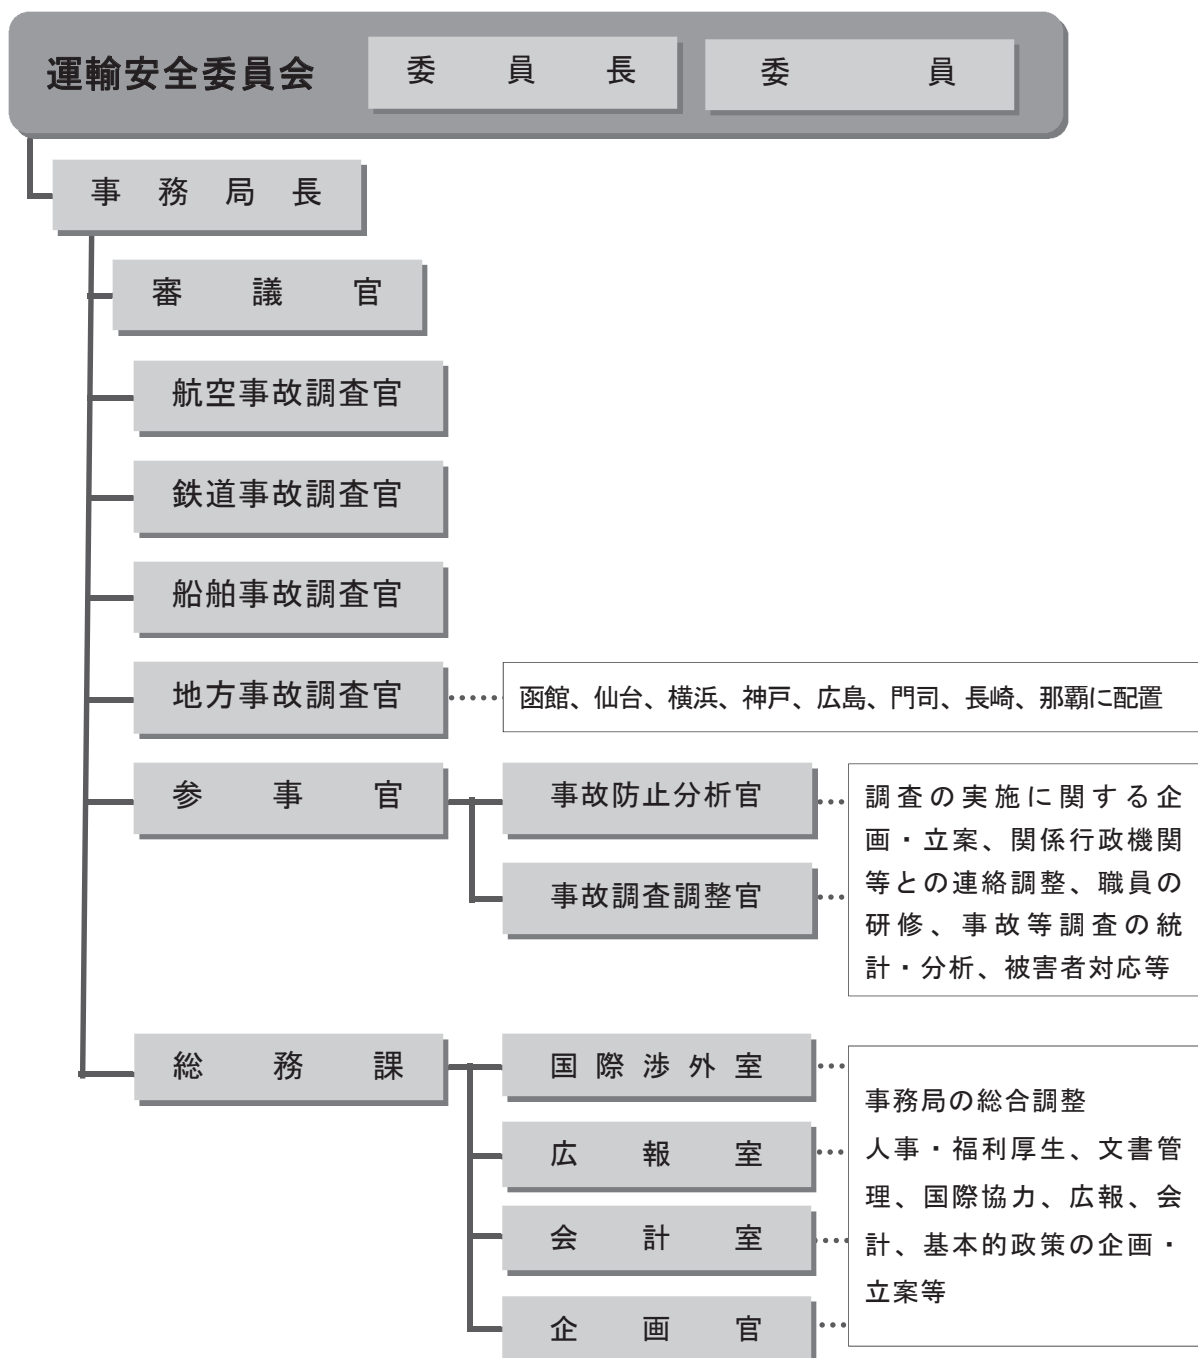 運輸安全委員会
委員長
委員
事務局長
審議官
航空事故調査官
鉄道事故調査官
船舶事故調査官
地方事故調査官
函館、仙台、横浜、神戸、広島、門司、長崎、那覇に配置
参事官
事故防止分析官
事故調査調整官
調査の実施に関する企
画・立案、関係行政機関
等との連絡調整、職員の
研修、事故等調査の統
計・分析、被害者対応等
総務課
国際渉外室
広報室
会計室
企画官
事務局の総合調整
人事・福利厚生、文書管
理、国際協力、広報、会
計、基本的政策の企画・
立案等